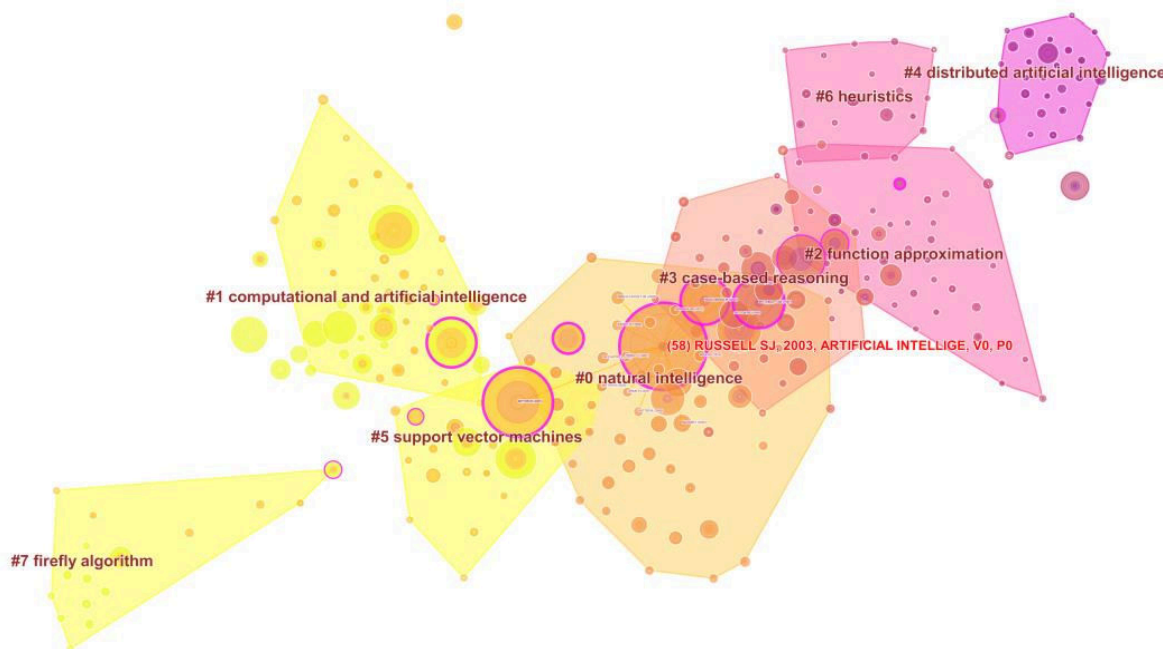 #4 distributed artificial intelligence
#6 heuristics
#2 function approximation
#3 case-based reasoning
#1 computational and artificial intelligence
(58) RUSSELL SJ, 2003, ARTIFICIAL INTELLIGE, V0, P0
#0 natural intelligence
#5 support vector machines
#7 firefly algorithm